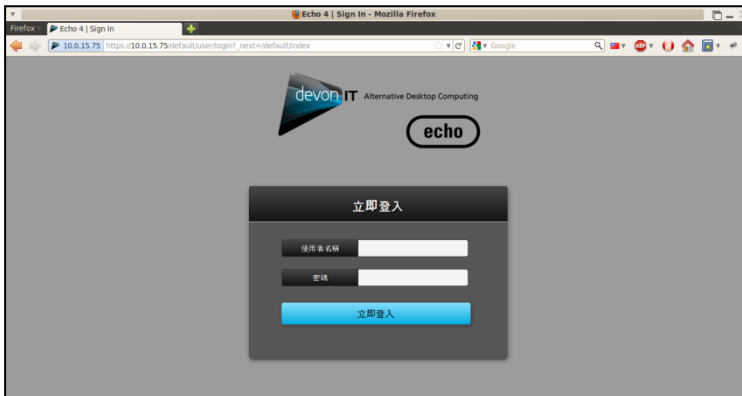 Echo 4 | Sign In - Mozilla Firefox
Firefox
Echo 4 | Sign In
10.0.15.75 https://10.0.15.75/default/user/login?_next=/default/index
Google
ABP
devon IT Alternative Desktop Computing
echo
立即登入
使用者名稱
密碼
立即登入